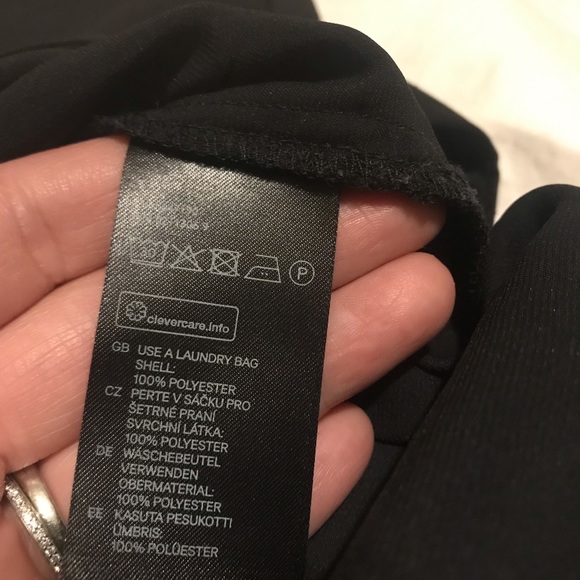 P
clevercare.info
GB USE A LAUNDRY BAG
SHELL:
100% POLYESTER
CZ PERTE V SÁČKU PRO
ŠETRNÉ PRANÍ
SVRCHNÍ LÁTKA:
100% POLYESTER
DE WÄSCHEBEUTEL
VERWENDEN
OBERMATERIAL:
100% POLYESTER
EE KASUTA PESUKOTTI
ÜMBRIS:
100% POLÜESTER